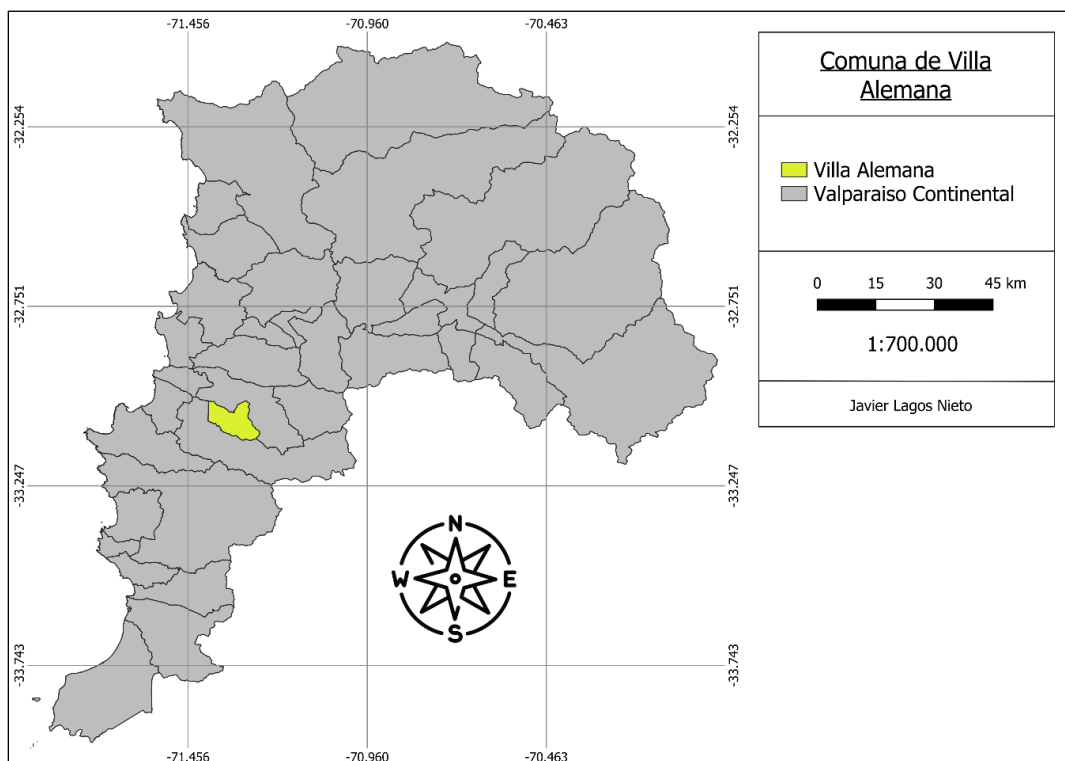 -71.456 -70.960 -70.463
-32.254 -32.254
-32.751 -32.751
-33.247 -33.247
-33.743 -33.743
-71.456 -70.960 -70.463
N
W E
S
Comuna de Villa
Alemana
Villa Alemana
Valparaiso Continental
0 15 30 45 km
1:700.000
Javier Lagos Nieto